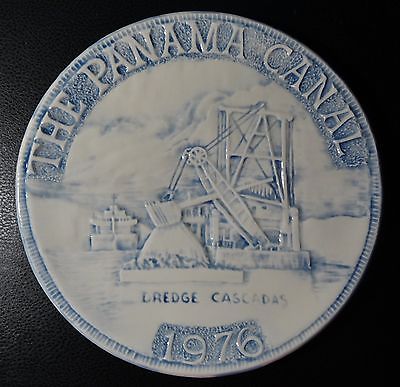 THE PANAMA CANAL
DREDGE CASCADAS
1976